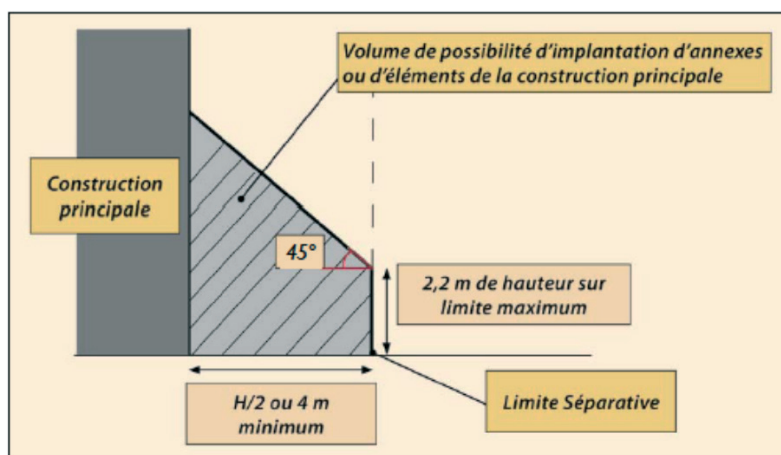 Volume de possibilité d'implantation d'annexes
ou d'éléments de la construction principale
Construction
principale
45°
2,2 m de hauteur sur
limite maximum
H/2 ou 4 m
minimum
Limite Séparative